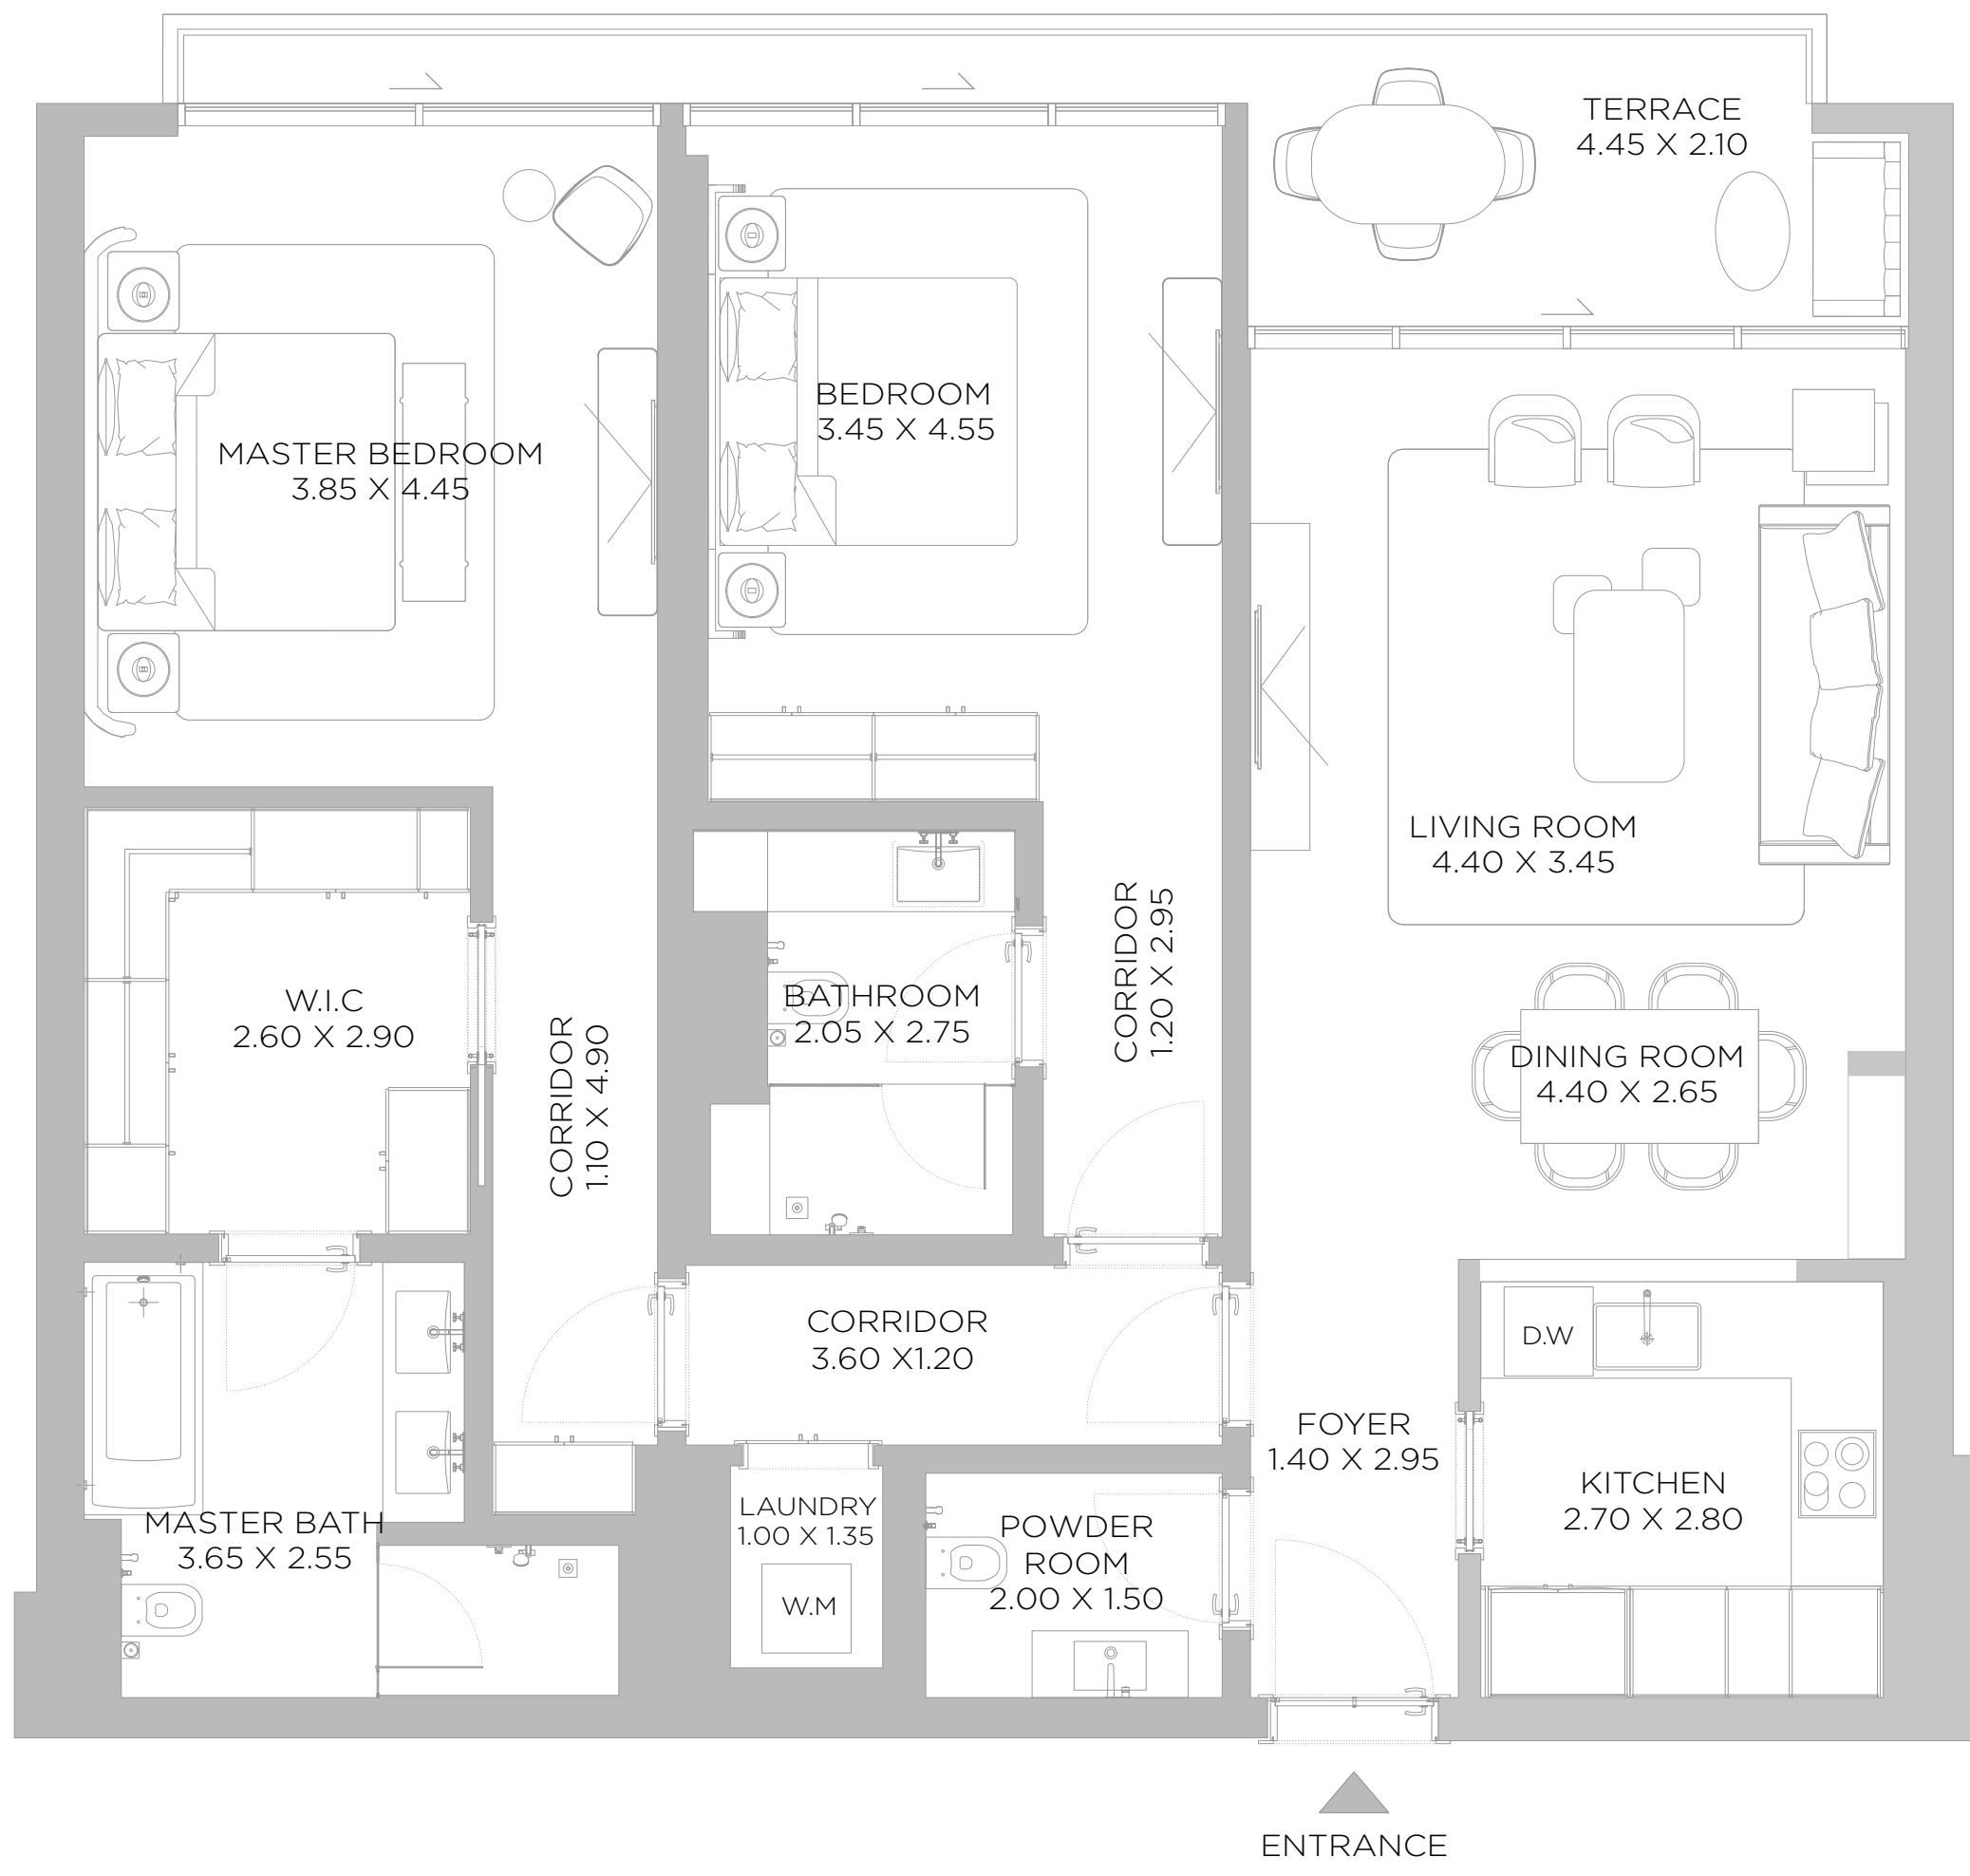 TERRACE
4.45 X 2.10
BEDROOM
3.45 X 4.55
MASTER BEDROOM
3.85 X 4.45
LIVING ROOM
4.40 X 3.45
CORRIDOR
1.20 X 2.95
W.I.C
2.60 X 2.90
BATHROOM
2.05 X 2.75
CORRIDOR
1.10 X 4.90
DINING ROOM
4.40 X 2.65
CORRIDOR
3.60 X1.20
D.W
FOYER
1.40 X 2.95
KITCHEN
2.70 X 2.80
LAUNDRY
1.00 X 1.35
W.M
POWDER
ROOM
2.00 X 1.50
MASTER BATH
3.65 X 2.55
ENTRANCE